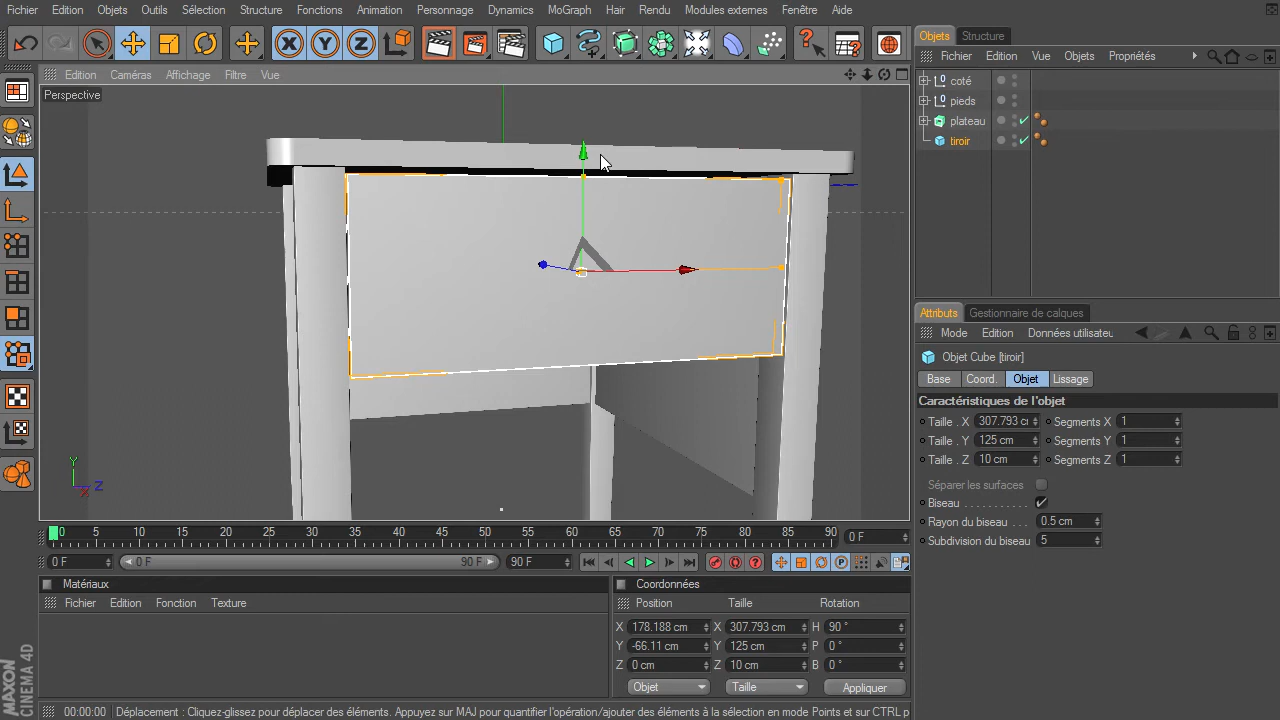 Fichier Edition Objets Outils Sélection Structure Fonctions Animation Personnage Dynamics MoGraph Hair Rendu Modules externes Fenêtre Aide
X Y Z
Objets Structure
Fichier Edition Vue Objets Propriétés
Edition Caméras Affichage Filtre Vue
Perspective
coté
pieds
plateau
tiroir
Attributs Gestionnaire de calques
Mode Edition Données utilisateu
Objet Cube [tiroir]
Base Coord. Objet Lissage
Caractéristiques de l'objet
Taille . X 307.793 c Segments X 1
Taille . Y 125 cm Segments Y 1
Taille . Z 10 cm Segments Z 1
Séparer les surfaces
Biseau
Rayon du biseau . . . 0.5 cm
Subdivision du biseau 5
Y
X Z
0 5 10 15 20 25 30 35 40 45 50 55 60 65 70 75 80 85 90 0 F
0 F 0 F 90 F 90 F
Matériaux Coordonnées
Fichier Edition Fonction Texture
Position Taille Rotation
X 178.188 cm X 307.793 cm H 90 °
Y -66.11 cm Y 125 cm P 0 °
Z 0 cm Z 10 cm B 0 °
Objet Taille Appliquer
MAXON CINEMA 4D
00:00:00 Déplacement : Cliquez-glissez pour déplacer des éléments. Appuyez sur MAJ pour quantifier l'opération/ajouter des éléments à la sélection en mode Points et sur CTRL p